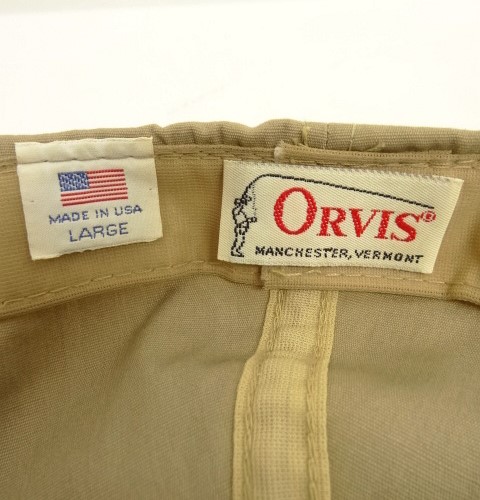 MADE IN USA
LARGE
ORVIS®
MANCHESTER, VERMONT